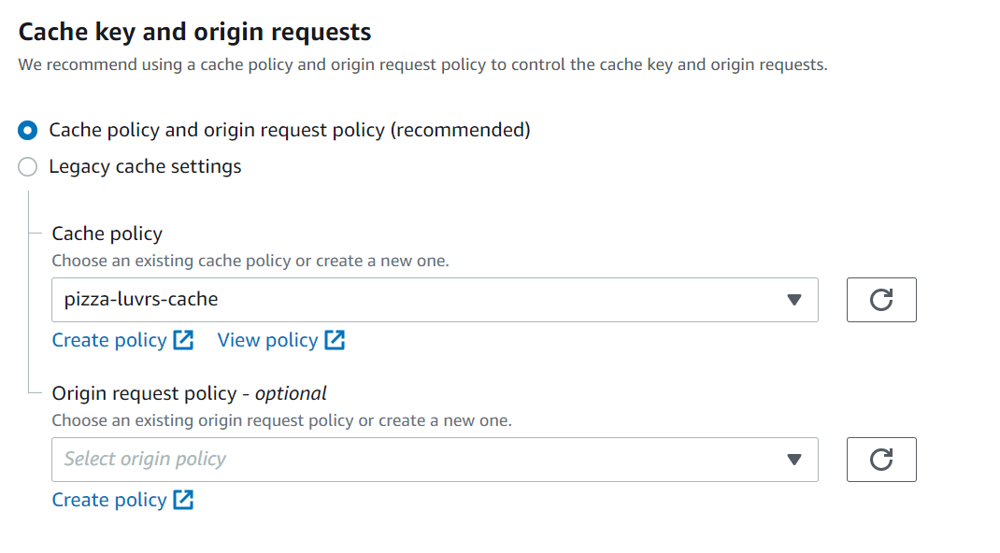 Cache key and origin requests
We recommend using a cache policy and origin request policy to control the cache key and origin requests.
Cache policy and origin request policy (recommended)
Legacy cache settings
Cache policy
Choose an existing cache policy or create a new one.
pizza-luvrs-cache
Create policy View policy
Origin request policy - optional
Choose an existing origin request policy or create a new one.
Select origin policy
Create policy